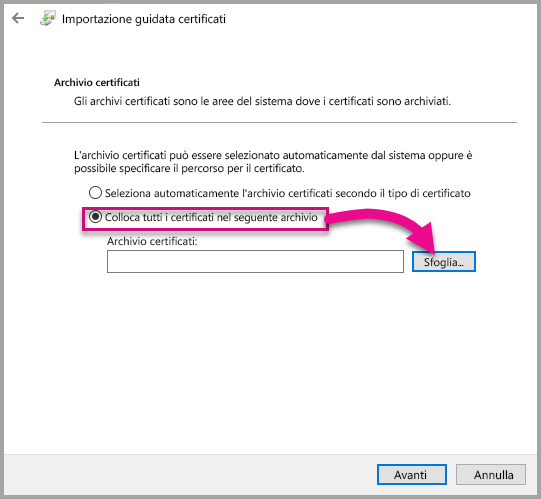 Importazione guidata certificati
Archivio certificati
Gli archivi certificati sono le aree del sistema dove i certificati sono archiviati.
L'archivio certificati può essere selezionato automaticamente dal sistema oppure è
possibile specificare il percorso per il certificato.
Seleziona automaticamente l'archivio certificati secondo il tipo di certificato
Colloca tutti i certificati nel seguente archivio
Archivio certificati:
Sfoglia...
Avanti
Annulla